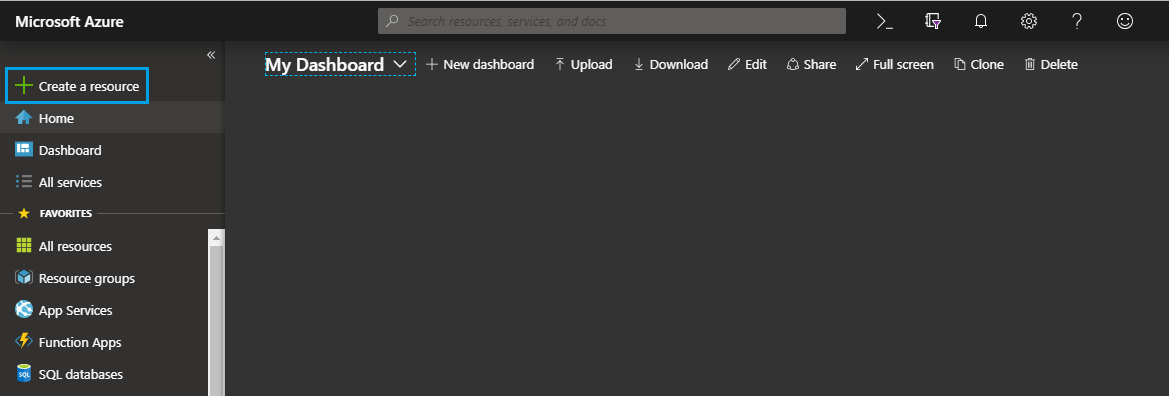 Microsoft Azure
Search resources, services, and docs
Create a resource
Home
Dashboard
All services
FAVORITES
All resources
Resource groups
App Services
Function Apps
SQL
SQL databases
My Dashboard
New dashboard
Upload
Download
Edit
Share
Full screen
Clone
Delete